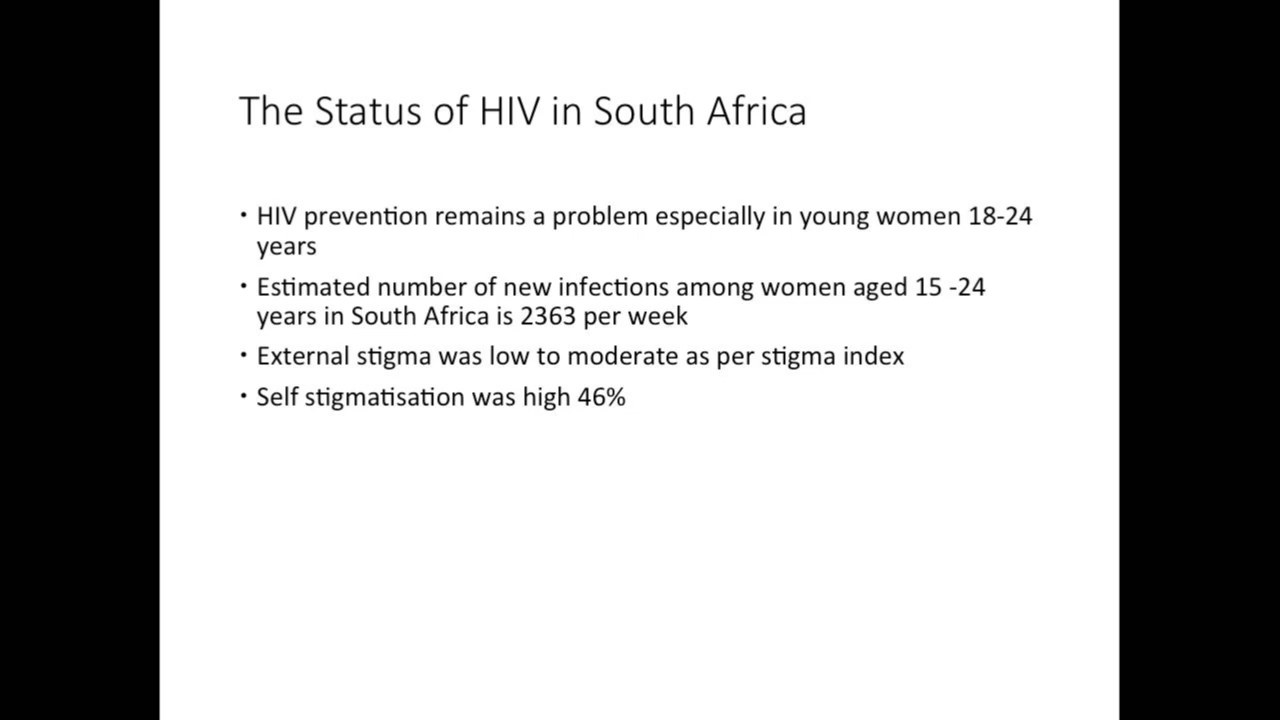 The Status of HIV in South Africa
• HIV prevention remains a problem especially in young women 18-24
years
• Estimated number of new infections among women aged 15 -24
years in South Africa is 2363 per week
• External stigma was low to moderate as per stigma index
• Self stigmatisation was high 46%